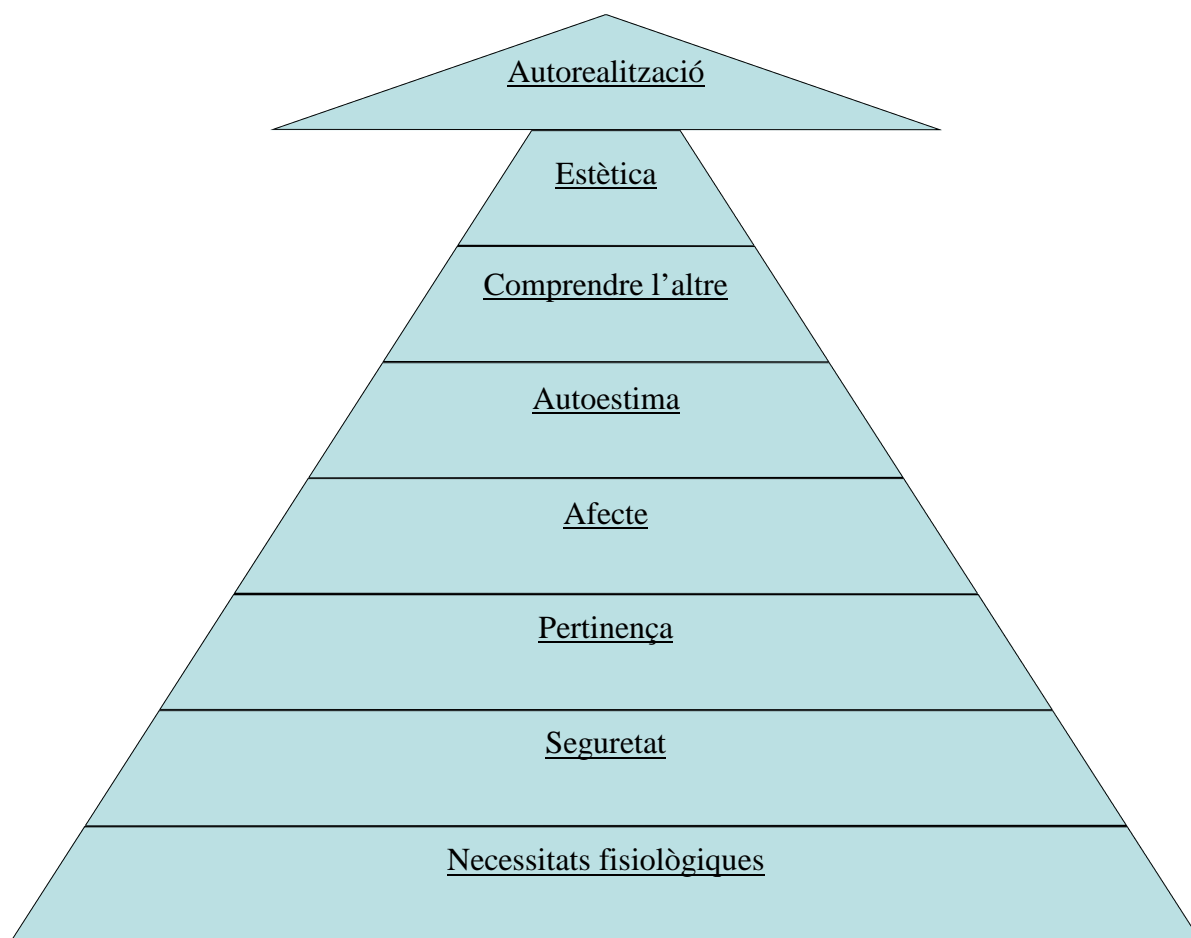 Autorealització
Estètica
Comprendre l’altre
Autoestima
Afecte
Pertinença
Seguretat
Necessitats fisiològiques